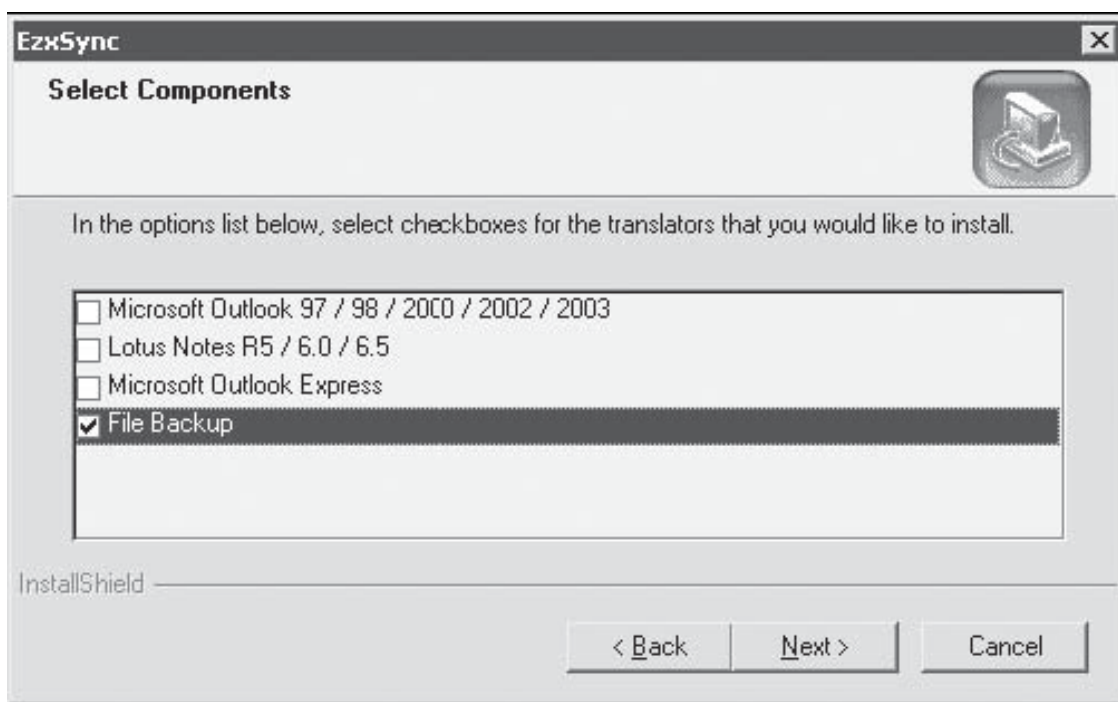 EzxSync
Select Components
In the options list below, select checkboxes for the translators that you would like to install.
Microsoft Outlook 97 / 98 / 2000 / 2002 / 2003
Lotus Notes R5 / 6.0 / 6.5
Microsoft Outlook Express
File Backup
InstallShield
< Back
Next >
Cancel